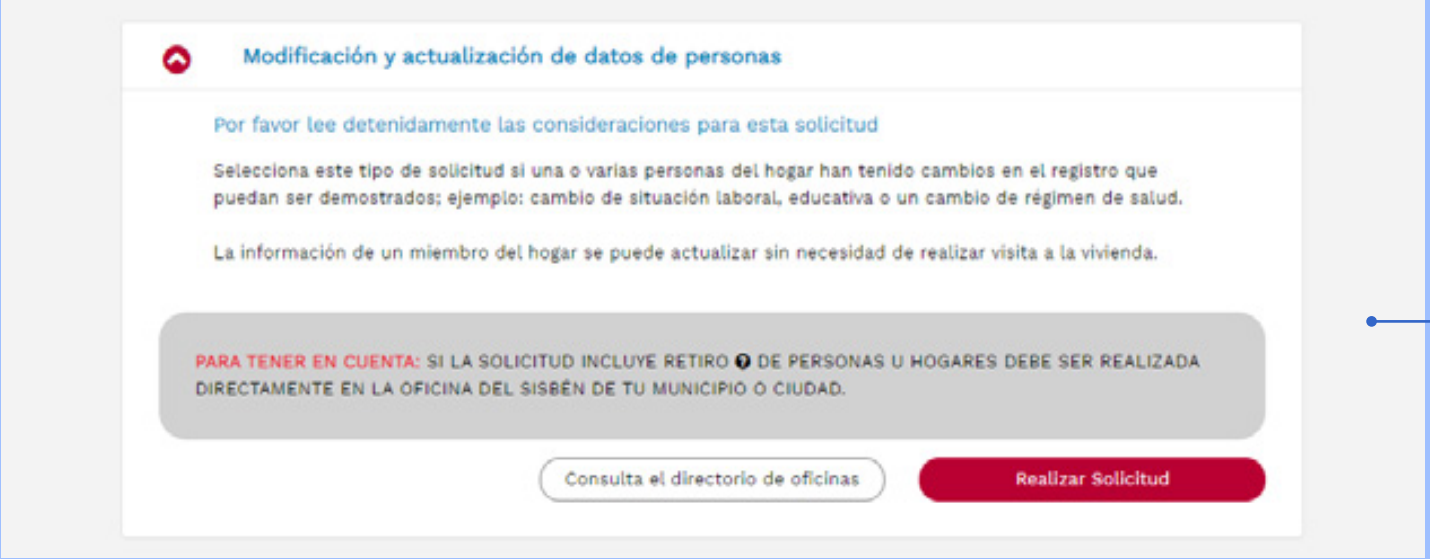 Modificación y actualización de datos de personas
Por favor lee detenidamente las consideraciones para esta solicitud
Selecciona este tipo de solicitud si una o varias personas del hogar han tenido cambios en el registro que
puedan ser demostrados; ejemplo: cambio de situación laboral, educativa o un cambio de régimen de salud.
La información de un miembro del hogar se puede actualizar sin necesidad de realizar visita a la vivienda.
PARA TENER EN CUENTA: SI LA SOLICITUD INCLUYE RETIRO ? DE PERSONAS U HOGARES DEBE SER REALIZADA
DIRECTAMENTE EN LA OFICINA DEL SISBÉN DE TU MUNICIPIO O CIUDAD.
Consulta el directorio de oficinas
Realizar Solicitud